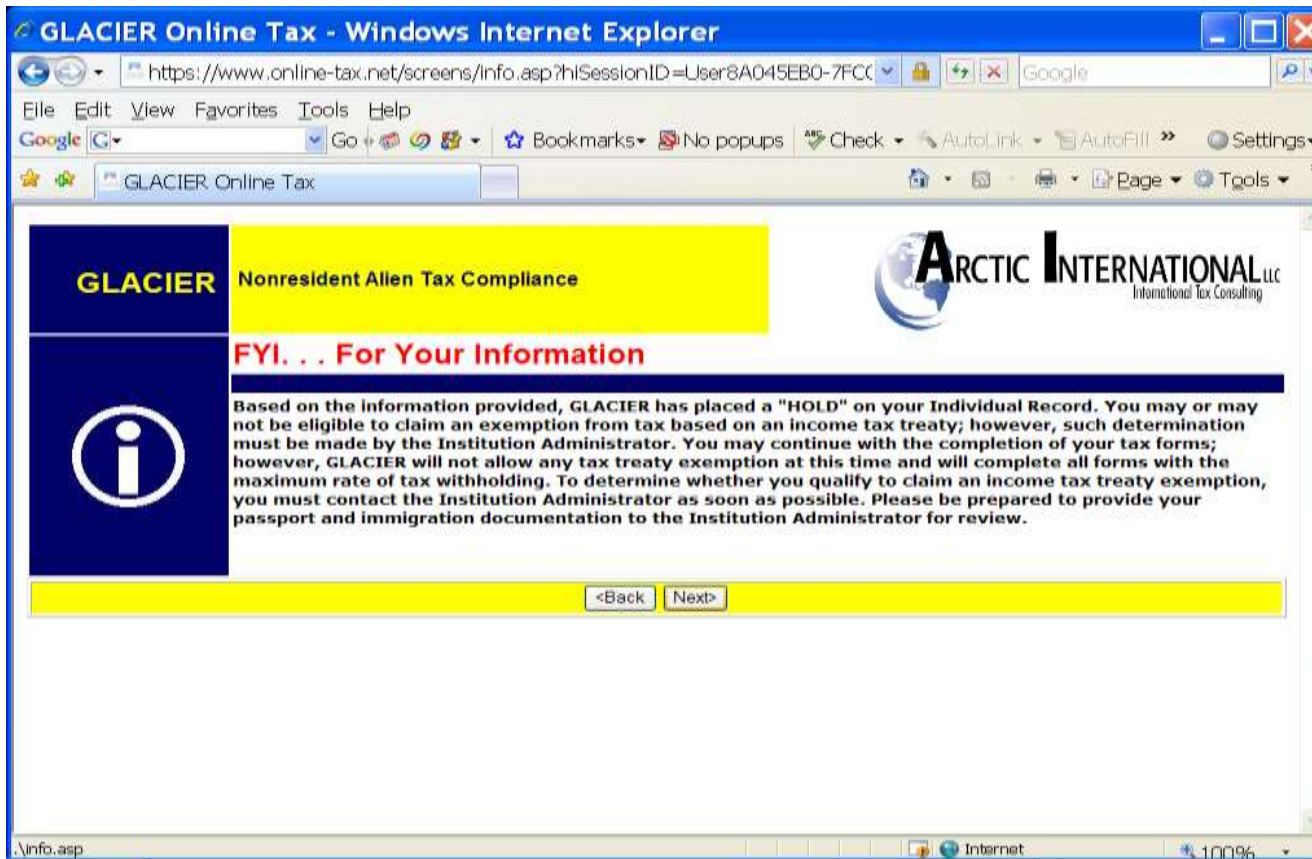 GLACIER Online Tax - Windows Internet Explorer
https://www.online-tax.net/screens/info.asp?hiSessionID=User8A045EB0-7FC( Google
File Edit View Favorites Tools Help
Google G Go Bookmarks No popups ABC Check AutoLink AutoFill » Settings
GLACIER Online Tax Page Tools
GLACIER Nonresident Alien Tax Compliance
ARCTIC INTERNATIONAL LLC
International Tax Consulting
FYI. . . For Your Information
Based on the information provided, GLACIER has placed a "HOLD" on your Individual Record. You may or may
not be eligible to claim an exemption from tax based on an income tax treaty; however, such determination
must be made by the Institution Administrator. You may continue with the completion of your tax forms;
however, GLACIER will not allow any tax treaty exemption at this time and will complete all forms with the
maximum rate of tax withholding. To determine whether you qualify to claim an income tax treaty exemption,
you must contact the Institution Administrator as soon as possible. Please be prepared to provide your
passport and immigration documentation to the Institution Administrator for review.
<Back Next>
.\info.asp Internet 100%